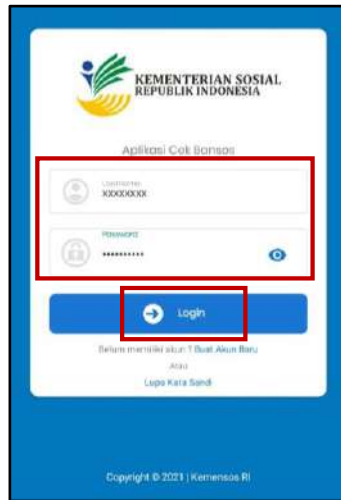 KEMENTERIAN SOSIAL
REPUBLIK INDONESIA
Aplikasi Cek Bansos
Username
XXXXXXXX
Password
••••••••••
Login
Belum memiliki akun ? Buat Akun Baru
Atau
Lupa Kata Sandi
Copyright © 2021 | Kemensos RI